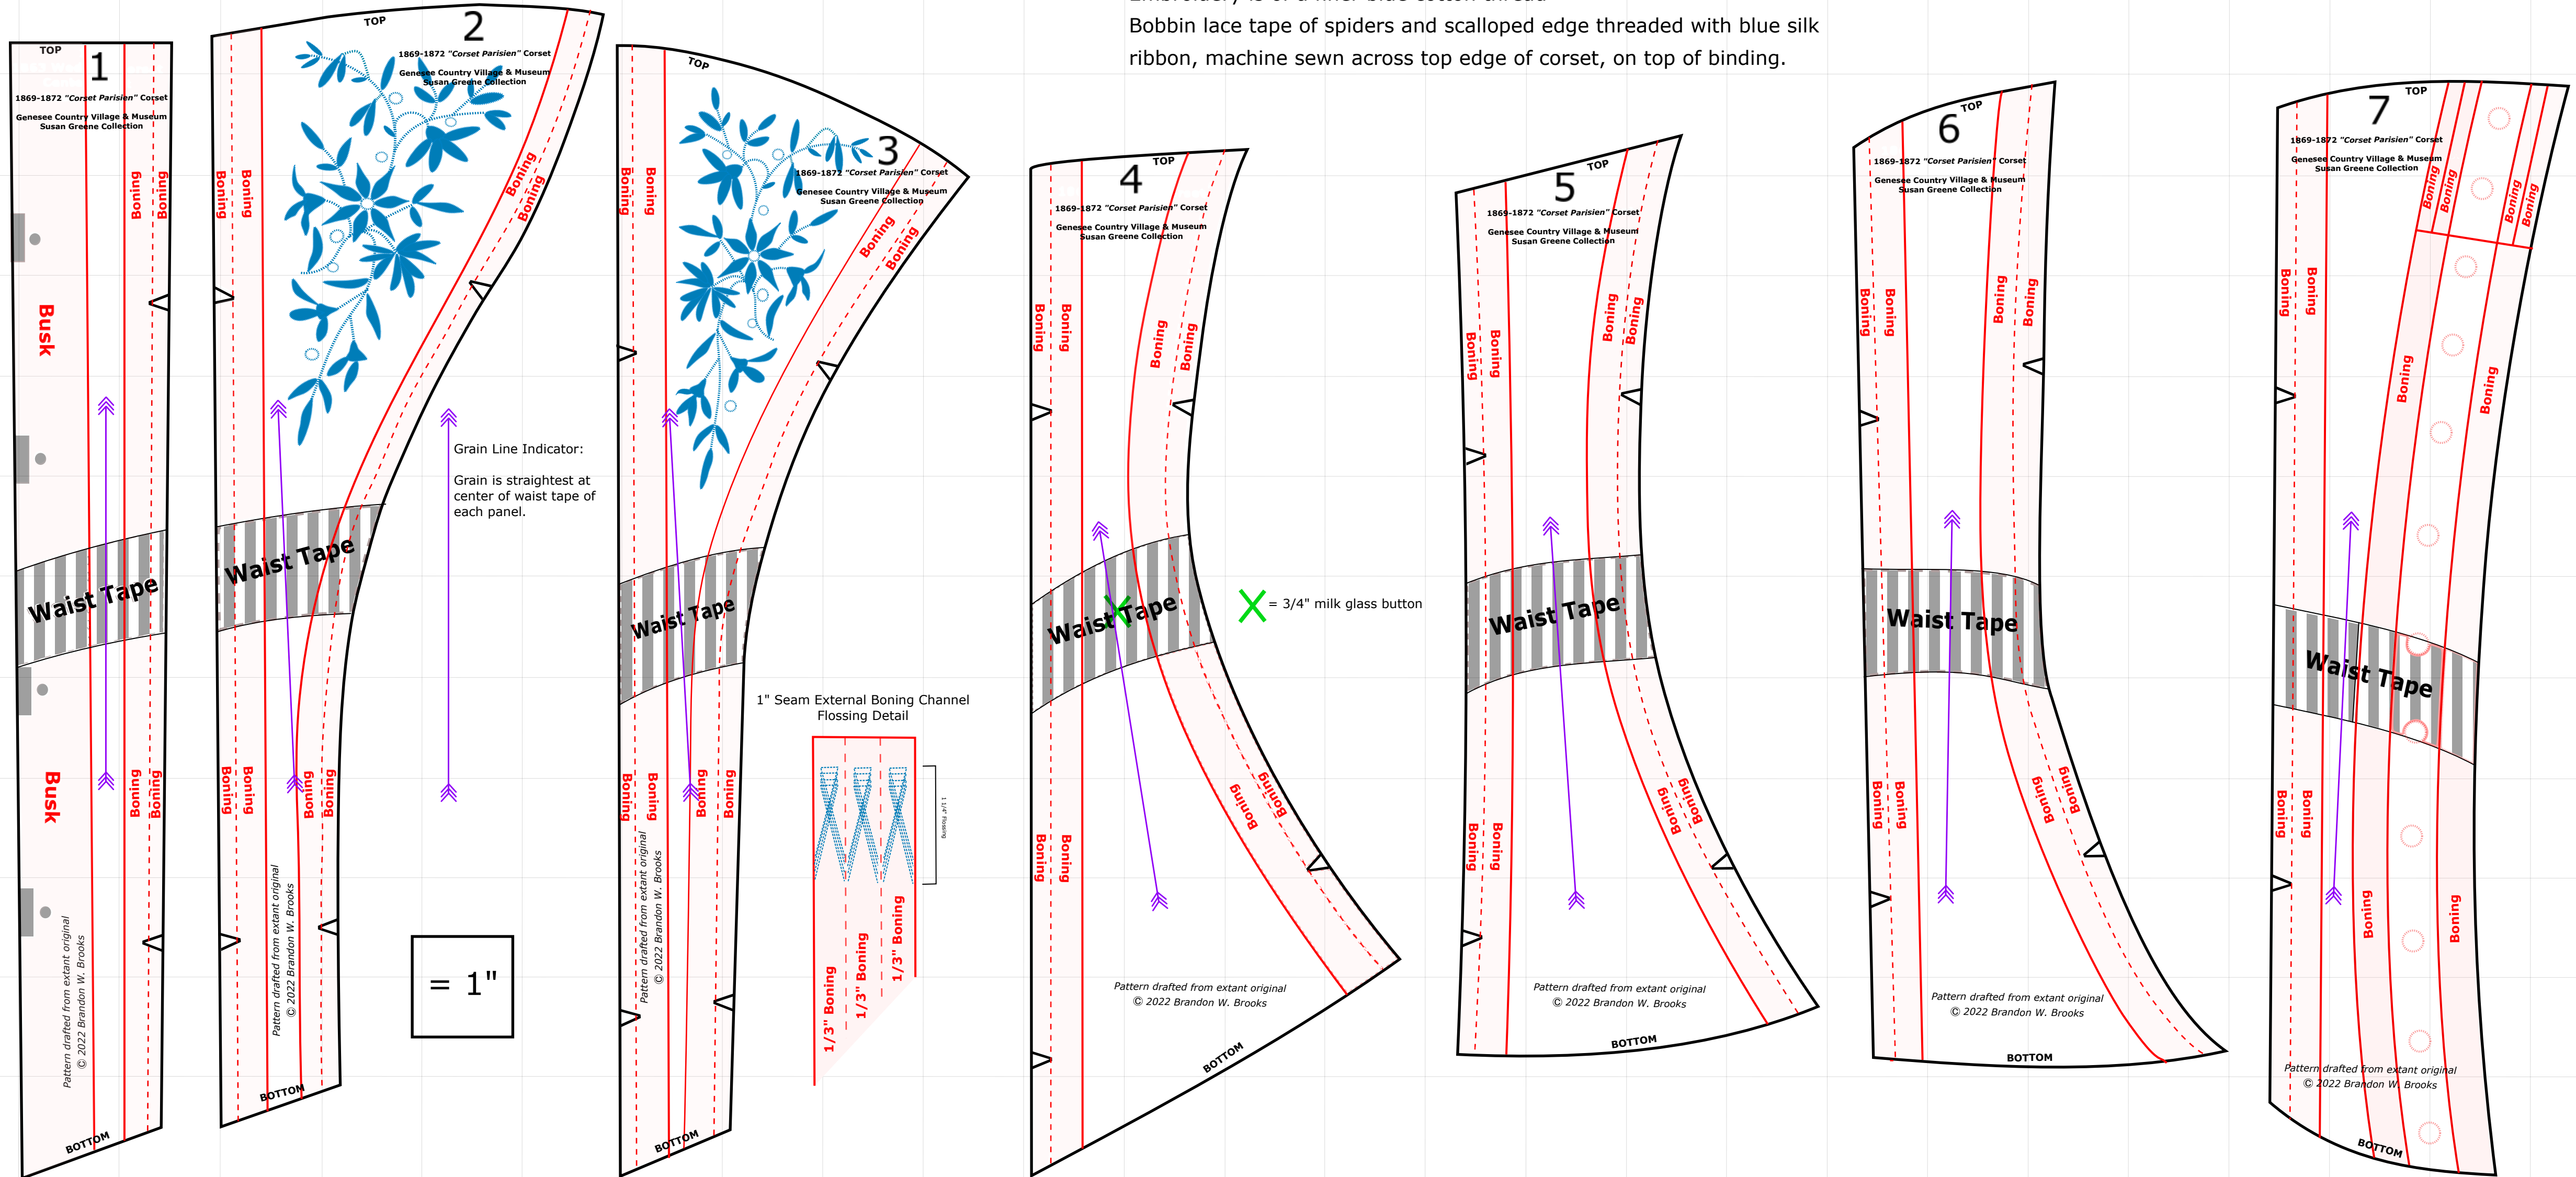 Embroidery is of a finer blue cotton thread
Bobbin lace tape of spiders and scalloped edge threaded with blue silk
ribbon, machine sewn across top edge of corset, on top of binding.
TOP
1
1869-1872 "Corset Parisien" Corset
Genesee Country Village & Museum
Susan Greene Collection
Boning
Boning
Busk
Waist Tape
Busk
Boning
Boning
Pattern drafted from extant original
© 2022 Brandon W. Brooks
BOTTOM
TOP
2
1869-1872 "Corset Parisien" Corset
Genesee Country Village & Museum
Susan Greene Collection
Boning
Boning
Boning
Boning
Waist Tape
Boning
Boning
Boning
Boning
Pattern drafted from extant original
© 2022 Brandon W. Brooks
BOTTOM
Grain Line Indicator:
Grain is straightest at
center of waist tape of
each panel.
= 1"
TOP
3
1869-1872 "Corset Parisien" Corset
Genesee Country Village & Museum
Susan Greene Collection
Boning
Boning
Boning
Boning
Waist Tape
Boning
Boning
Boning
Boning
Pattern drafted from extant original
© 2022 Brandon W. Brooks
BOTTOM
1" Seam External Boning Channel
Flossing Detail
1 1/4" Flossing
1/3" Boning
1/3" Boning
1/3" Boning
TOP
4
1869-1872 "Corset Parisien" Corset
Genesee Country Village & Museum
Susan Greene Collection
Boning
Boning
Boning
Boning
Waist Tape
= 3/4" milk glass button
Boning
Boning
Boning
Boning
Pattern drafted from extant original
© 2022 Brandon W. Brooks
BOTTOM
TOP
5
1869-1872 "Corset Parisien" Corset
Genesee Country Village & Museum
Susan Greene Collection
Boning
Boning
Boning
Boning
Waist Tape
Boning
Boning
Boning
Boning
Pattern drafted from extant original
© 2022 Brandon W. Brooks
BOTTOM
TOP
6
1869-1872 "Corset Parisien" Corset
Genesee Country Village & Museum
Susan Greene Collection
Boning
Boning
Boning
Boning
Waist Tape
Boning
Boning
Boning
Boning
Pattern drafted from extant original
© 2022 Brandon W. Brooks
BOTTOM
TOP
7
1869-1872 "Corset Parisien" Corset
Genesee Country Village & Museum
Susan Greene Collection
Boning
Boning
Boning
Boning
Boning
Boning
Boning
Boning
Waist Tape
Boning
Boning
Boning
Boning
Pattern drafted from extant original
© 2022 Brandon W. Brooks
BOTTOM